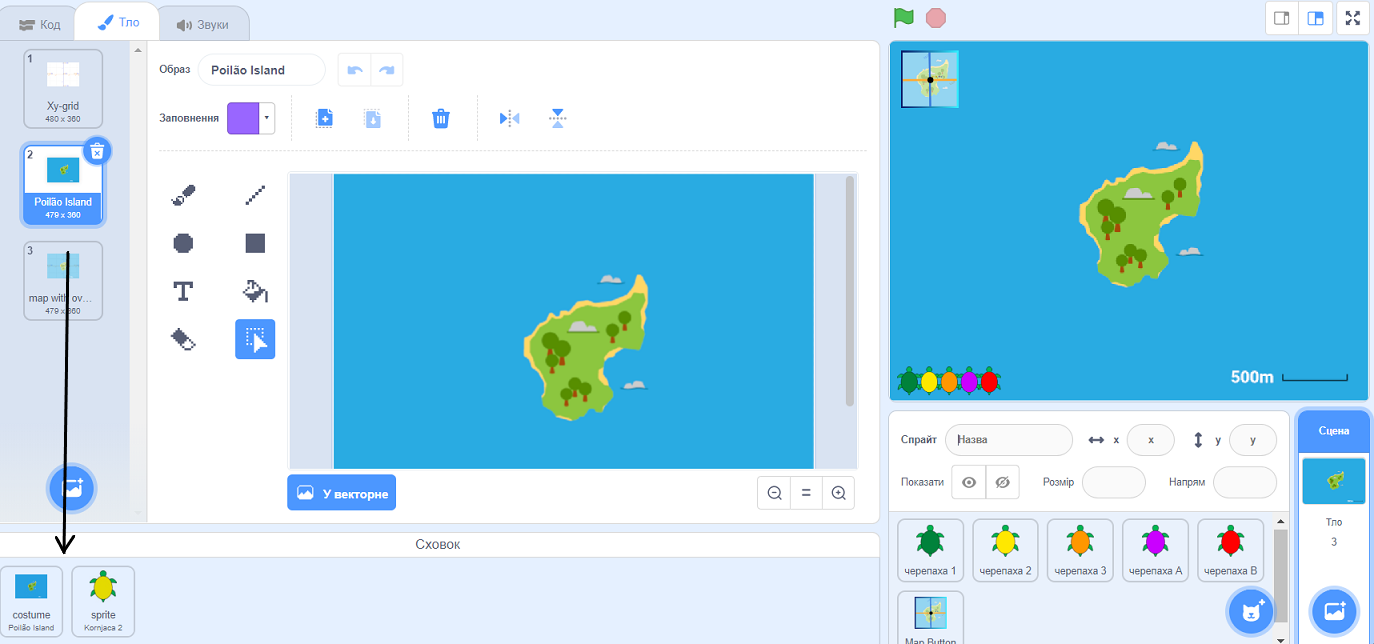 Код
Тло
Звуки
1
Xy-grid
480 x 360
2
Poilão Island
479 x 360
3
map with ov...
479 x 360
Образ
Poilão Island
Заповнення
T
У векторне
Сховок
costume
Poilão Island
sprite
Kornjaca 2
500m
Спрайт
Назва
x
x
y
y
Показати
Розмір
Напрям
черепаха 1
черепаха 2
черепаха 3
черепаха A
черепаха B
Map Button
Сцена
Тло
3